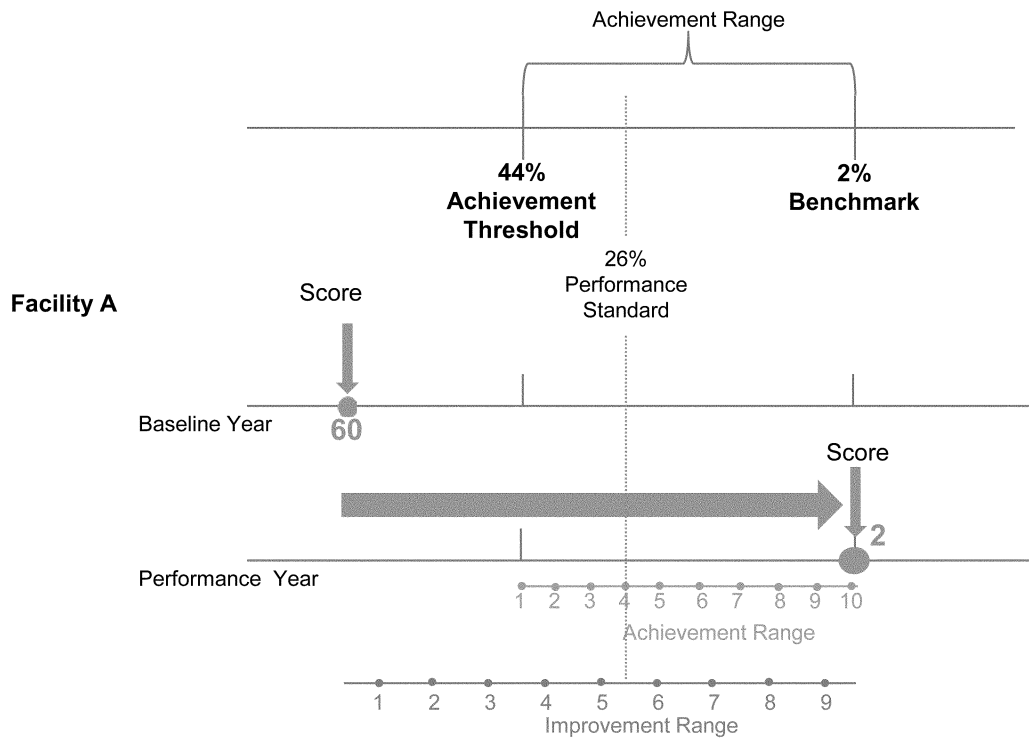 Achievement Range
44%
Achievement
Threshold
2%
Benchmark
26%
Performance
Standard
Facility A
Score
Baseline Year
60
Score
2
Performance Year
1 2 3 4 5 6 7 8 9 10
Achievement Range
1 2 3 4 5 6 7 8 9
Improvement Range